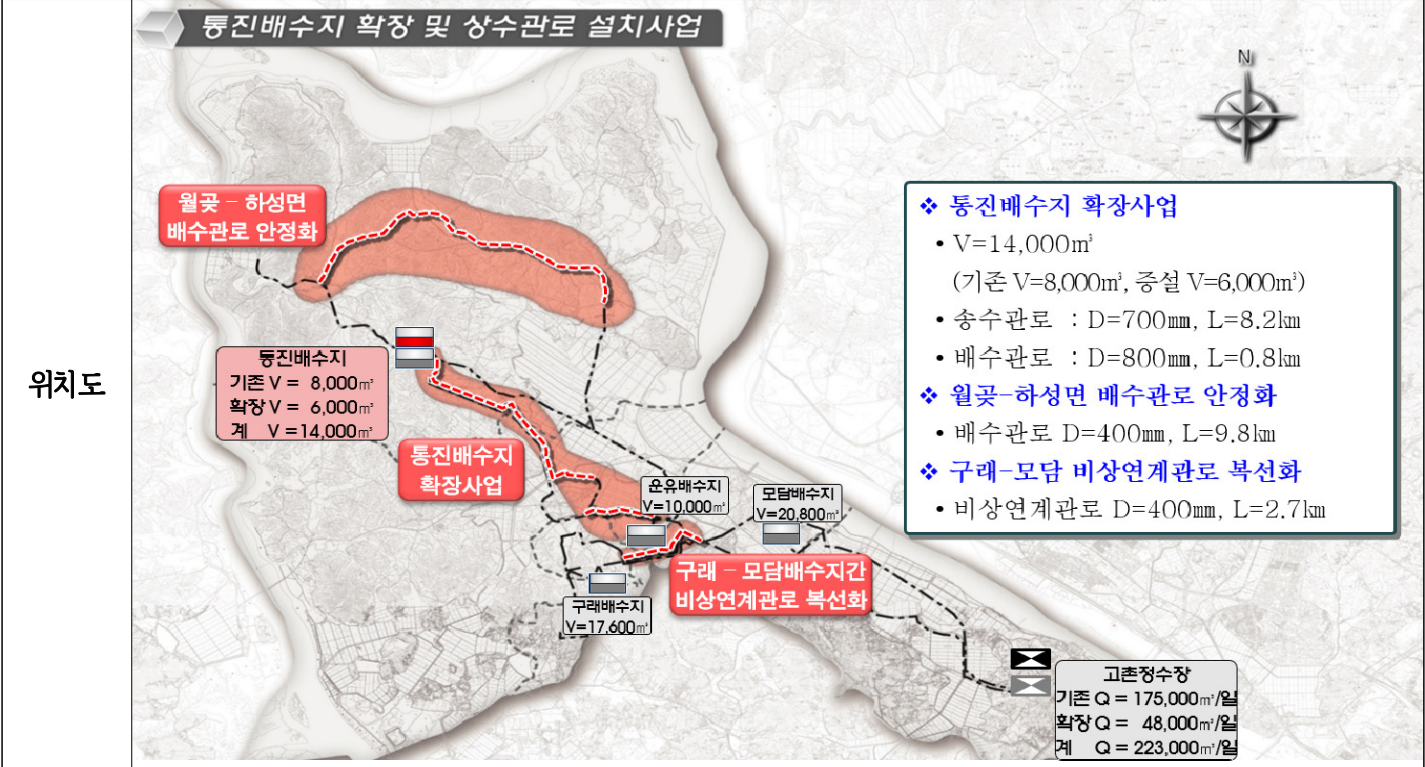 위치도
통진배수지 확장 및 상수관로 설치사업
N
월곶 - 하성면
배수관로 안정화
통진배수지
기존 V = 8,000㎥
확장 V = 6,000㎥
계 V = 14,000㎥
통진배수지
확장사업
운유배수지
V=10,000㎥
모담배수지
V=20,800㎥
구래 - 모담배수지간
비상연계관로 복선화
구래배수지
V=17,600㎥
고촌정수장
기존 Q = 175,000㎥/일
확장 Q = 48,000㎥/일
계 Q = 223,000㎥/일
❖ 통진배수지 확장사업
• V=14,000㎥
(기존 V=8,000㎥, 증설 V=6,000㎥)
• 송수관로 : D=700㎜, L=8.2㎞
• 배수관로 : D=800㎜, L=0.8㎞
❖ 월곶-하성면 배수관로 안정화
• 배수관로 D=400㎜, L=9.8㎞
❖ 구래-모담 비상연계관로 복선화
• 비상연계관로 D=400㎜, L=2.7㎞